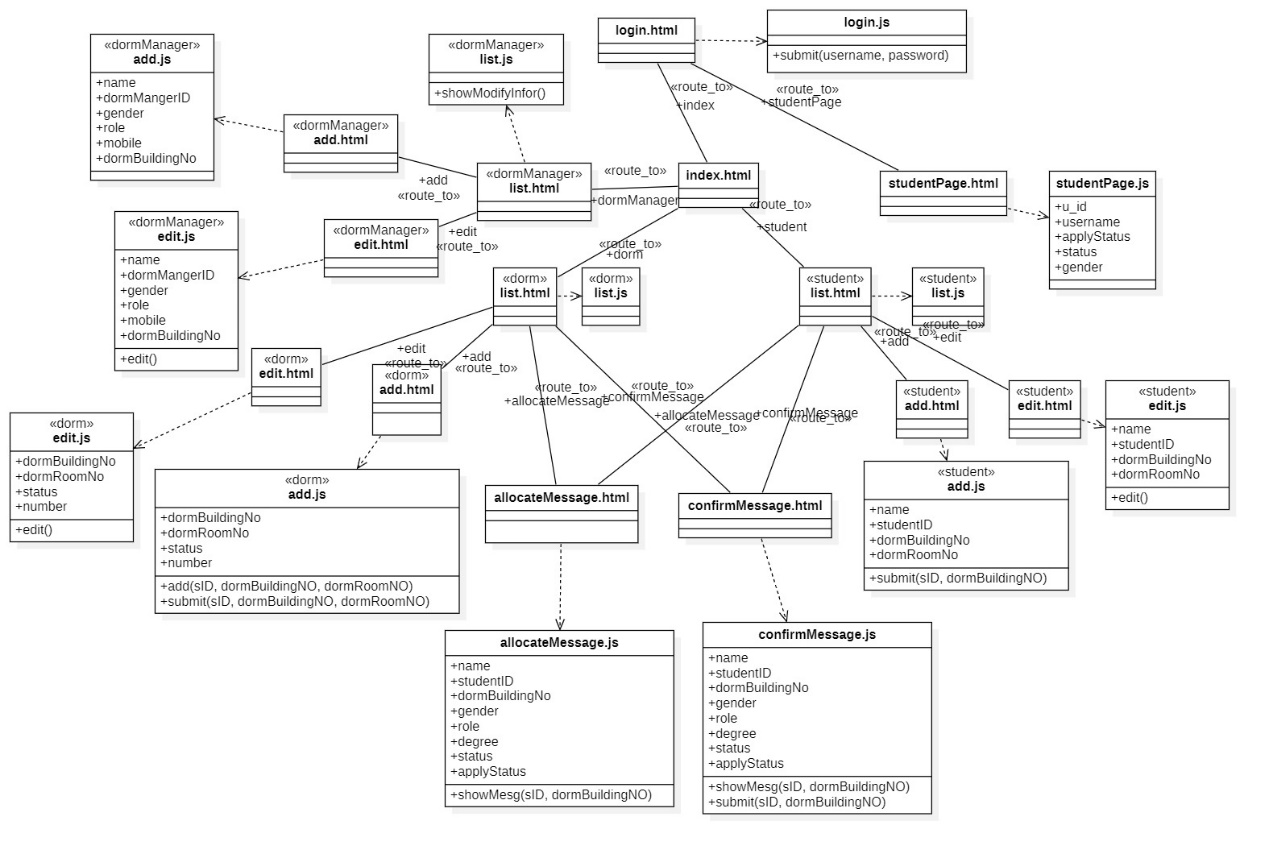 login.html
login.js
+submit(username, password)
«dormManager»
add.js
+name
+dormMangerID
+gender
+role
+mobile
+dormBuildingNo
«dormManager»
list.js
+showModifyInfor()
«route_to»
+index
«route_to»
+studentPage
«dormManager»
add.html
«dormManager»
list.html
+add
«route_to»
«route_to»
+dormManager
index.html
studentPage.html
studentPage.js
+u_id
+username
+applyStatus
+status
+gender
«route_to»
+student
«dormManager»
edit.js
+name
+dormMangerID
+gender
+role
+mobile
+dormBuildingNo
+edit()
«dormManager»
edit.html
+edit
«route_to»
«route_to»
+dorm
«dorm»
list.html
«dorm»
list.js
«student»
list.html
«student»
list.js
«route_to»
+add
«route_to»
+edit
«dorm»
edit.html
+edit
«route_to»
«dorm»
add.html
+add
«route_to»
«route_to»
+allocateMessage
«route_to»
+confirmMessage
+allocateMessage
«route_to»
+confirmMessage
«route_to»
«student»
add.html
«student»
edit.html
«student»
edit.js
+name
+studentID
+dormBuildingNo
+dormRoomNo
+edit()
«dorm»
edit.js
+dormBuildingNo
+dormRoomNo
+status
+number
+edit()
«dorm»
add.js
+dormBuildingNo
+dormRoomNo
+status
+number
+add(sID, dormBuildingNO, dormRoomNO)
+submit(sID, dormBuildingNO, dormRoomNO)
allocateMessage.html
confirmMessage.html
«student»
add.js
+name
+studentID
+dormBuildingNo
+dormRoomNo
+submit(sID, dormBuildingNO)
allocateMessage.js
+name
+studentID
+dormBuildingNo
+gender
+role
+degree
+status
+applyStatus
+showMesg(sID, dormBuildingNO)
confirmMessage.js
+name
+studentID
+dormBuildingNo
+gender
+role
+degree
+status
+applyStatus
+showMesg(sID, dormBuildingNO)
+submit(sID, dormBuildingNO)